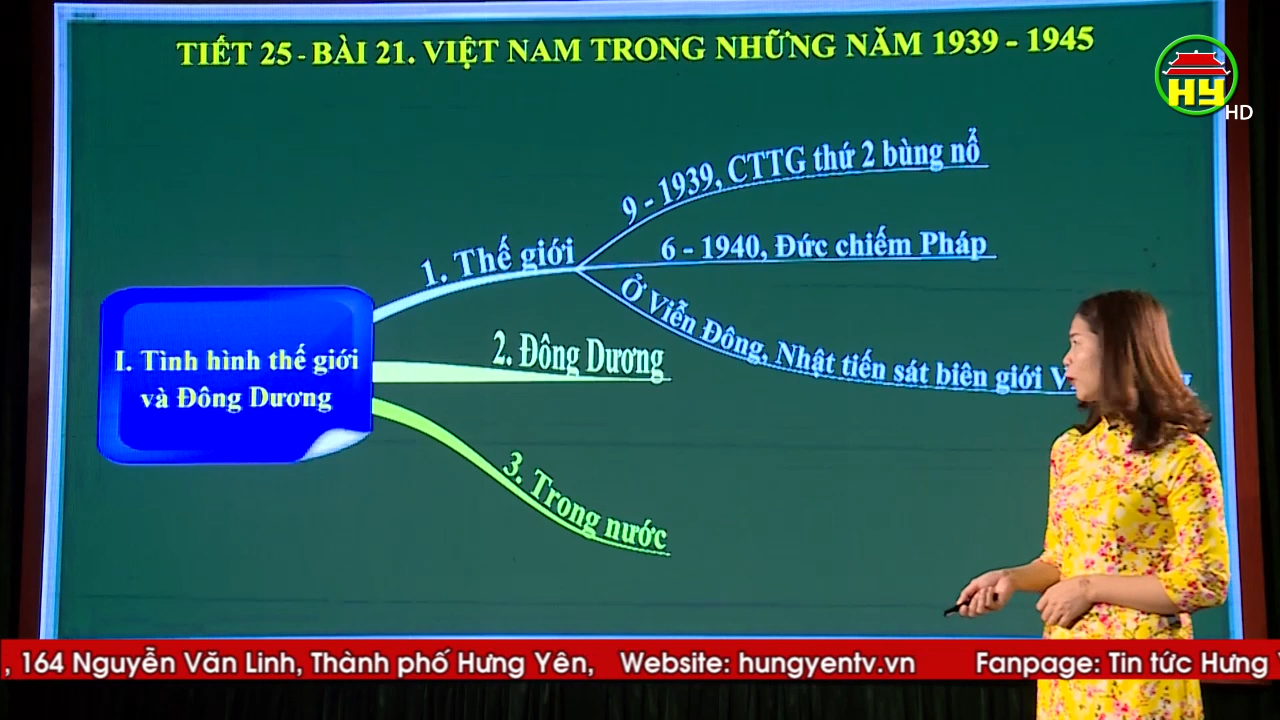 TIẾT 25 - BÀI 21. VIỆT NAM TRONG NHỮNG NĂM 1939 - 1945
HY
HD
9 - 1939, CTTG thứ 2 bùng nổ
1. Thế giới
6 - 1940, Đức chiếm Pháp
Ở Viễn Đông, Nhật tiến sát biên giới
I. Tình hình thế giới
và Đông Dương
2. Đông Dương
3. Trong nước
, 164 Nguyễn Văn Linh, Thành phố Hưng Yên, Website: hungyentv.vn Fanpage: Tin tức Hưng